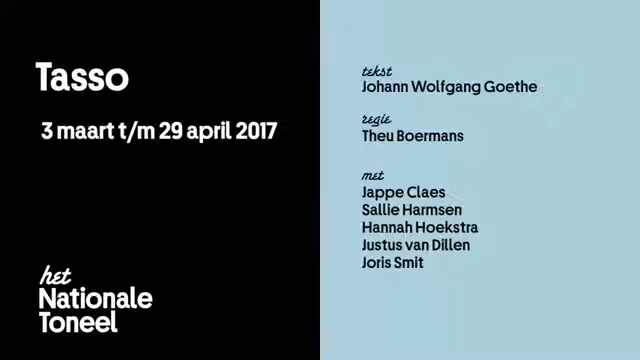 Tasso
3 maart t/m 29 april 2017
het
Nationale
Toneel
tekst
Johann Wolfgang Goethe
regie
Theu Boermans
met
Jappe Claes
Sallie Harmsen
Hannah Hoekstra
Justus van Dillen
Joris Smit